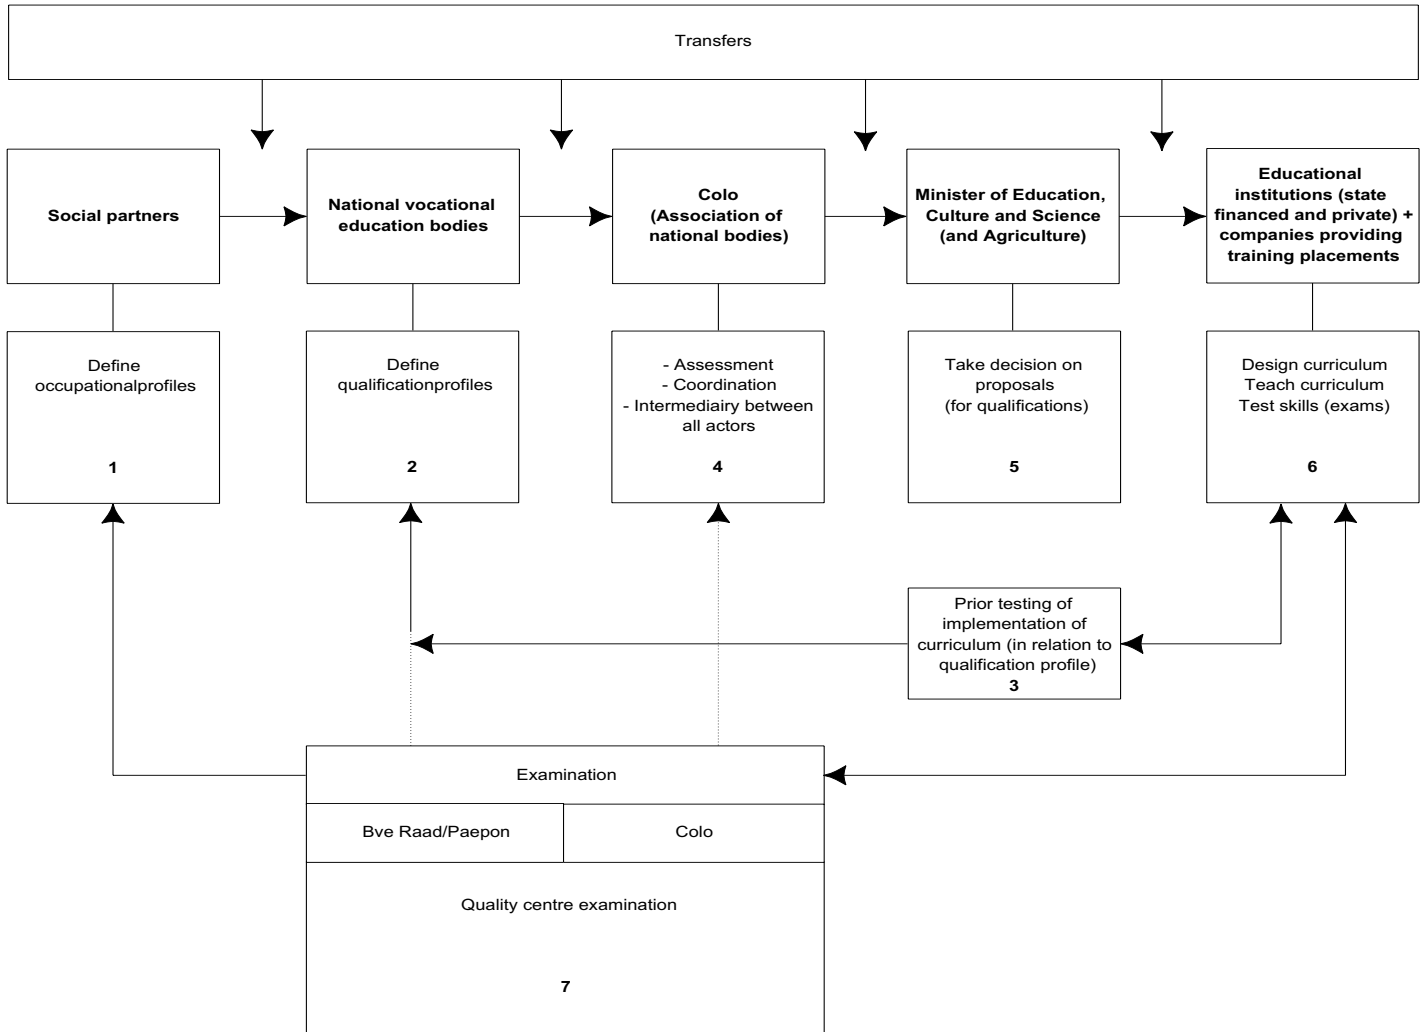 Transfers
Social partners
National vocational
education bodies
Colo
(Association of
national bodies)
Minister of Education,
Culture and Science
(and Agriculture)
Educational
institutions (state
financed and private) +
companies providing
training placements
Define
occupationalprofiles
1
Define
qualificationprofiles
2
- Assessment
- Coordination
- Intermediairy between
all actors
4
Take decision on
proposals
(for qualifications)
5
Design curriculum
Teach curriculum
Test skills (exams)
6
Prior testing of
implementation of
curriculum (in relation to
qualification profile)
3
Examination
Bve Raad/Paepon
Colo
Quality centre examination
7